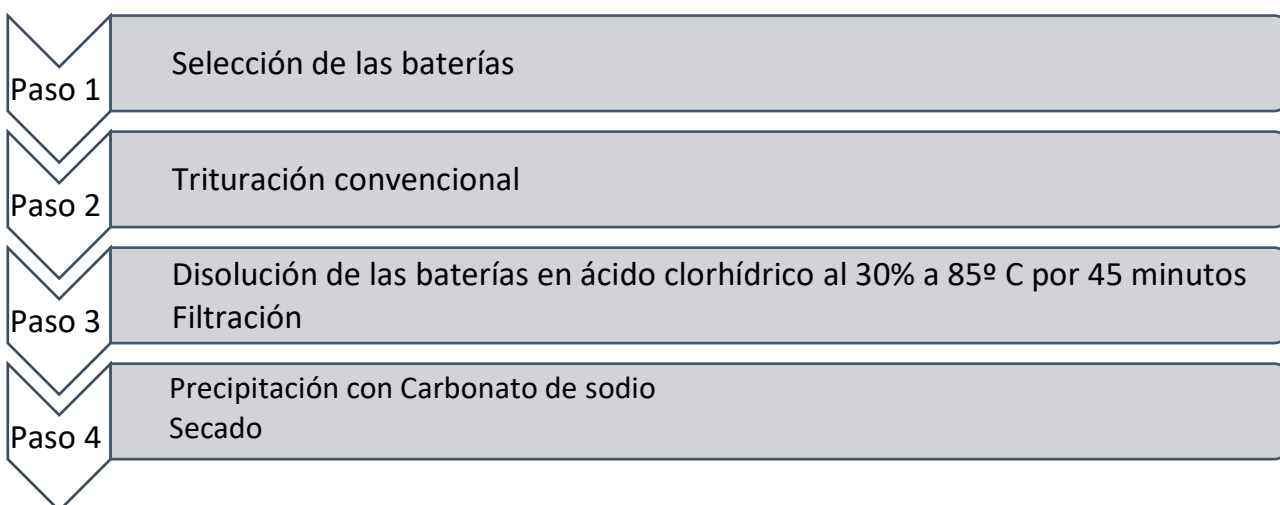 Paso 1
Selección de las baterías
Paso 2
Trituración convencional
Paso 3
Disolución de las baterías en ácido clorhídrico al 30% a 85º C por 45 minutos
Filtración
Paso 4
Precipitación con Carbonato de sodio
Secado